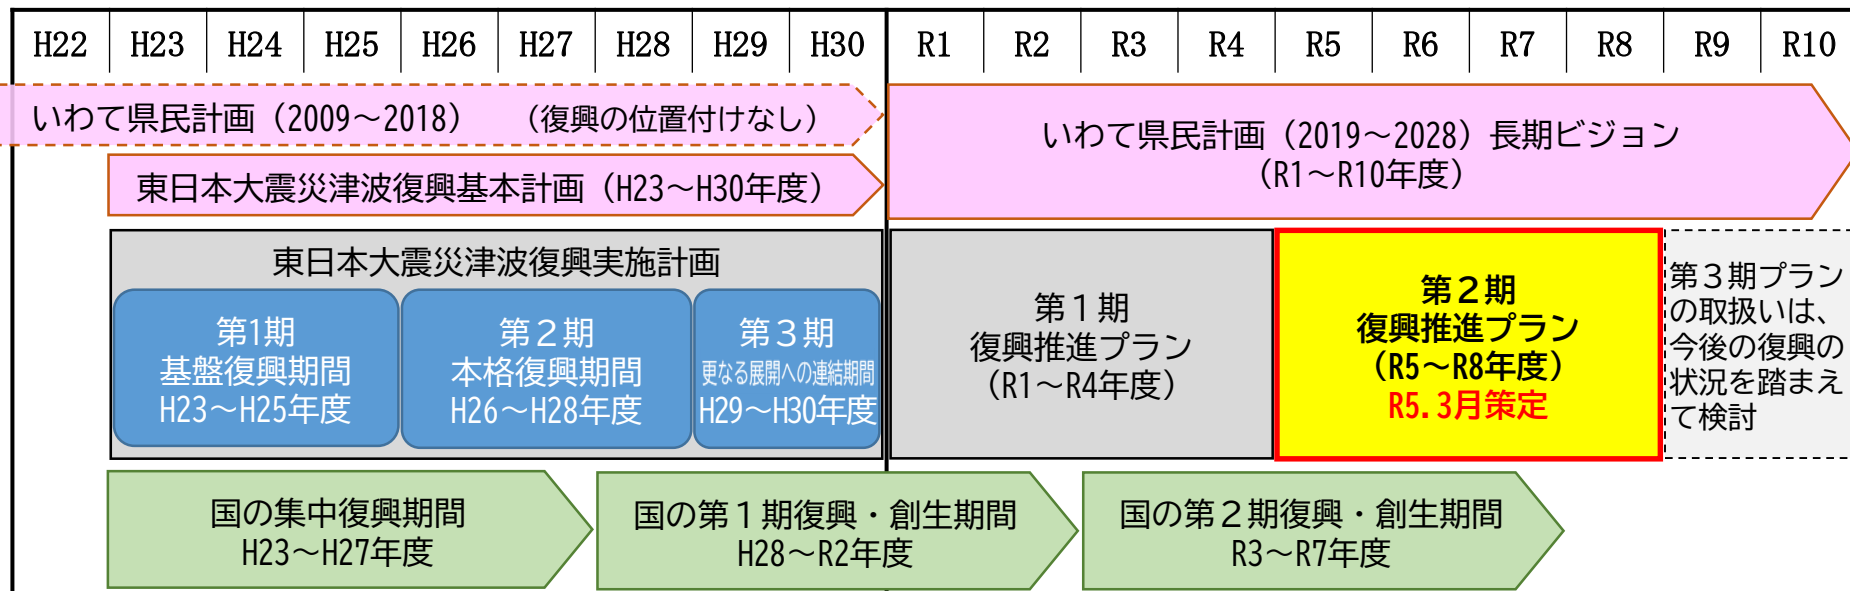 H22 H23 H24 H25 H26 H27 H28 H29 H30 R1 R2 R3 R4 R5 R6 R7 R8 R9 R10
いわて県民計画（2009～2018） （復興の位置付けなし）
東日本大震災津波復興基本計画（H23～H30年度）
いわて県民計画（2019～2028）長期ビジョン
（R1～R10年度）
東日本大震災津波復興実施計画
第1期
基盤復興期間
H23～H25年度
第２期
本格復興期間
H26～H28年度
第３期
更なる展開への連結期間
H29～H30年度
第１期
復興推進プラン
（R1～R4年度）
第２期
復興推進プラン
（R5～R8年度）
R5.3月策定
第３期プラン
の取扱いは、
今後の復興の
状況を踏まえ
て検討
国の集中復興期間
H23～H27年度
国の第１期復興・創生期間
H28～R2年度
国の第２期復興・創生期間
R3～R7年度